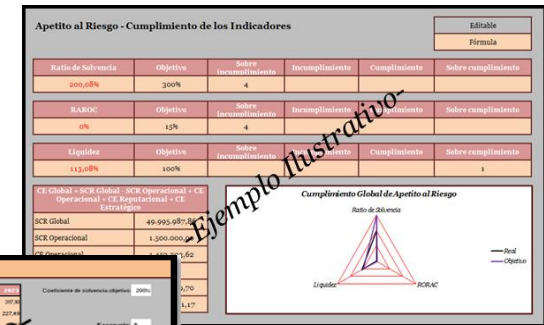 Apetito al Riesgo - Cumplimiento de los Indicadores
Editable
Fórmula
Ratio de Solvencia Objetivo Sobre incumplimiento Incumplimiento Cumplimiento Sobre cumplimiento
200,08% 300% 4
RAROC Objetivo Sobre incumplimiento Incumplimiento Cumplimiento Sobre cumplimiento
0% 15% 4
Liquidez Objetivo Sobre incumplimiento Incumplimiento Cumplimiento Sobre cumplimiento
113,08% 100% 1
-Ejemplo Ilustrativo-
CE Global = SCR Global - SCR Operacional + CE
Operacional + CE Reputacional + CE
Estratégico
SCR Global 49.995.987,86
SCR Operacional 1.500.000,00
CE Operacional
Cumplimiento Global de Apetito al Riesgo
Ratio de Solvencia
Real
Objetivo
Liquidez RORAC
2023
Coeficiente de solvencia objetivo 200%